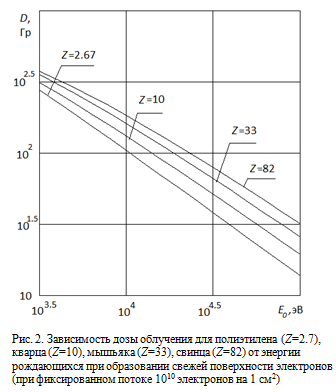 D,
Гр
Z=2.67
10^2.5
Z=10
10^2
Z=33
Z=82
10^1.5
10
10^3.5
10^4
10^4.5
E₀,эВ
Рис. 2. Зависимость дозы облучения для полиэтилена (Z=2.7),
кварца (Z=10), мышьяка (Z=33), свинца (Z=82) от энергии
рождающихся при образовании свежей поверхности электронов
(при фиксированном потоке 10^10 электронов на 1 см²)